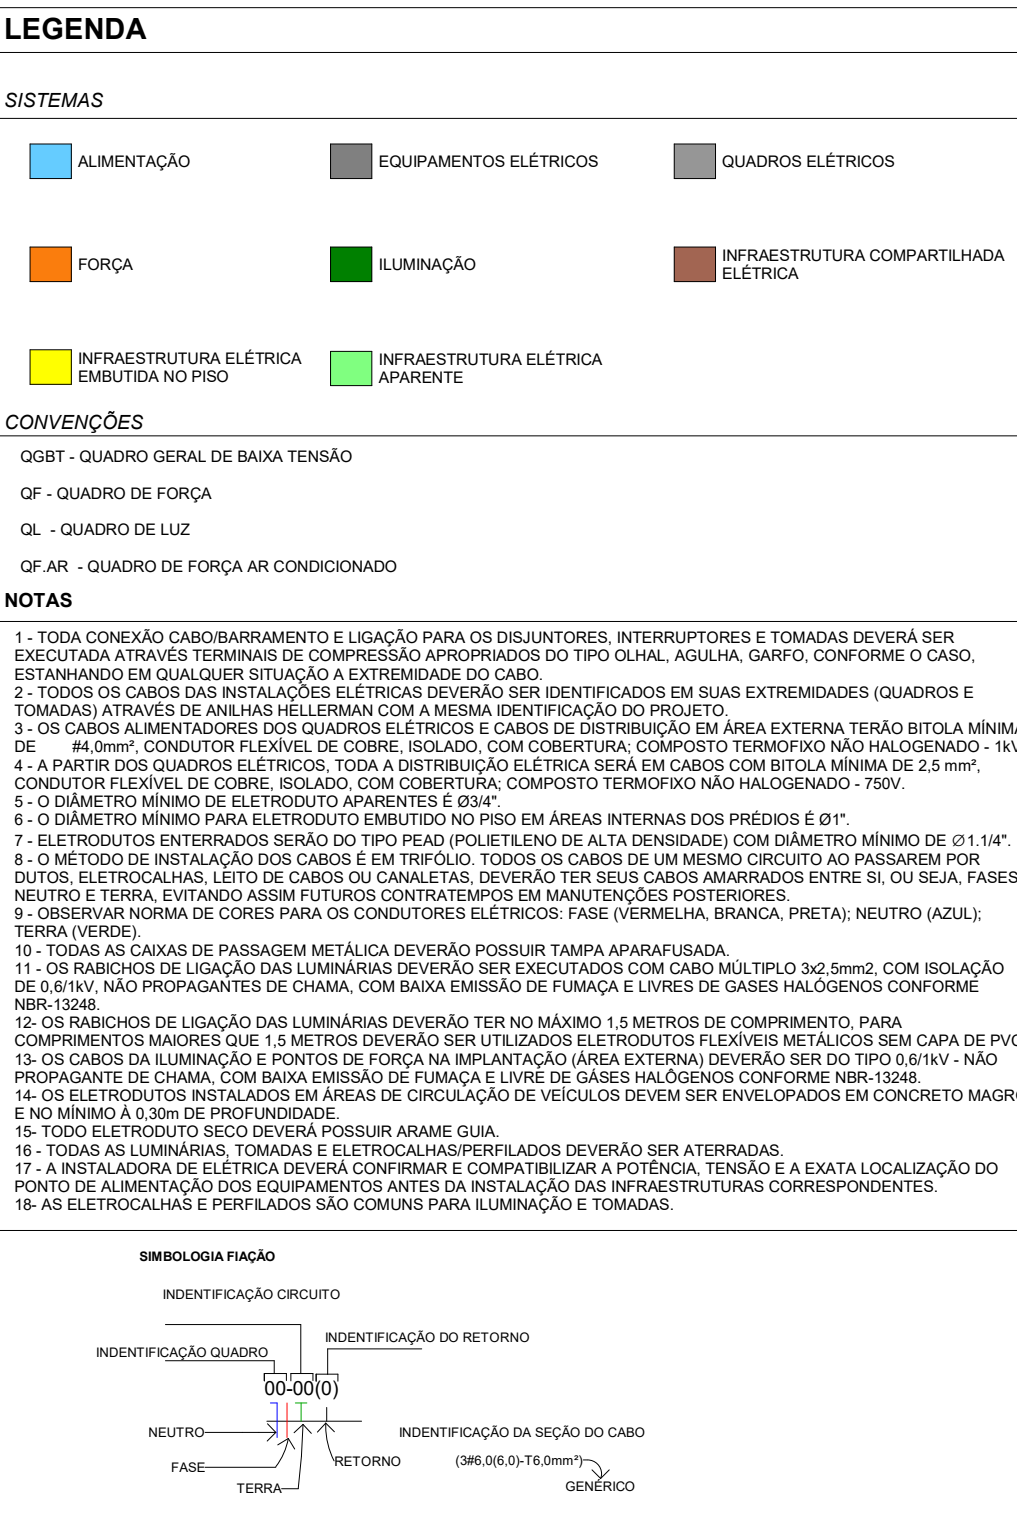 LEGENDA
SISTEMAS
ALIMENTAÇÃO
EQUIPAMENTOS ELÉTRICOS
QUADROS ELÉTRICOS
FORÇA
ILUMINAÇÃO
INFRAESTRUTURA COMPARTILHADA
ELÉTRICA
INFRAESTRUTURA ELÉTRICA
EMBUTIDA NO PISO
INFRAESTRUTURA ELÉTRICA
APARENTE
CONVENÇÕES
QGBT - QUADRO GERAL DE BAIXA TENSÃO
QF - QUADRO DE FORÇA
QL - QUADRO DE LUZ
QF.AR - QUADRO DE FORÇA AR CONDICIONADO
NOTAS
1 - TODA CONEXÃO CABO/BARRAMENTO E LIGAÇÃO PARA OS DISJUNTORES, INTERRUPTORES E TOMADAS DEVERÁ SER
EXECUTADA ATRAVÉS TERMINAIS DE COMPRESSÃO APROPRIADOS DO TIPO OLHAL, AGULHA, GARFO, CONFORME O CASO,
ESTANHANDO EM QUALQUER SITUAÇÃO A EXTREMIDADE DO CABO.
2 - TODOS OS CABOS DAS INSTALAÇÕES ELÉTRICAS DEVERÃO SER IDENTIFICADOS EM SUAS EXTREMIDADES (QUADROS E
TOMADAS) ATRAVÉS DE ANILHAS HELLERMAN COM A MESMA IDENTIFICAÇÃO DO PROJETO.
3 - OS CABOS ALIMENTADORES DOS QUADROS ELÉTRICOS E CABOS DE DISTRIBUIÇÃO EM ÁREA EXTERNA TERÃO BITOLA MÍNIMA
DE #4,0mm², CONDUTOR FLEXÍVEL DE COBRE, ISOLADO, COM COBERTURA; COMPOSTO TERMOFIXO NÃO HALOGENADO - 1kV
4 - A PARTIR DOS QUADROS ELÉTRICOS, TODA A DISTRIBUIÇÃO ELÉTRICA SERÁ EM CABOS COM BITOLA MÍNIMA DE 2,5 mm²,
CONDUTOR FLEXÍVEL DE COBRE, ISOLADO, COM COBERTURA; COMPOSTO TERMOFIXO NÃO HALOGENADO - 750V.
5 - O DIÂMETRO MÍNIMO DE ELETRODUTO APARENTES É Ø3/4".
6 - O DIÂMETRO MÍNIMO PARA ELETRODUTO EMBUTIDO NO PISO EM ÁREAS INTERNAS DOS PRÉDIOS É Ø1".
7 - ELETRODUTOS ENTERRADOS SERÃO DO TIPO PEAD (POLIETILENO DE ALTA DENSIDADE) COM DIÂMETRO MÍNIMO DE ∅1.1/4".
8 - O MÉTODO DE INSTALAÇÃO DOS CABOS É EM TRIFÓLIO. TODOS OS CABOS DE UM MESMO CIRCUITO AO PASSAREM POR
DUTOS, ELETROCALHAS, LEITO DE CABOS OU CANALETAS, DEVERÃO TER SEUS CABOS AMARRADOS ENTRE SI, OU SEJA, FASES
NEUTRO E TERRA, EVITANDO ASSIM FUTUROS CONTRATEMPOS EM MANUTENÇÕES POSTERIORES.
9 - OBSERVAR NORMA DE CORES PARA OS CONDUTORES ELÉTRICOS: FASE (VERMELHA, BRANCA, PRETA); NEUTRO (AZUL);
TERRA (VERDE).
10 - TODAS AS CAIXAS DE PASSAGEM METÁLICA DEVERÃO POSSUIR TAMPA APARAFUSADA.
11 - OS RABICHOS DE LIGAÇÃO DAS LUMINÁRIAS DEVERÃO SER EXECUTADOS COM CABO MÚLTIPLO 3x2,5mm2, COM ISOLAÇÃO
DE 0,6/1kV, NÃO PROPAGANTES DE CHAMA, COM BAIXA EMISSÃO DE FUMAÇA E LIVRES DE GASES HALÓGENOS CONFORME
NBR-13248.
12- OS RABICHOS DE LIGAÇÃO DAS LUMINÁRIAS DEVERÃO TER NO MÁXIMO 1,5 METROS DE COMPRIMENTO, PARA
COMPRIMENTOS MAIORES QUE 1,5 METROS DEVERÃO SER UTILIZADOS ELETRODUTOS FLEXÍVEIS METÁLICOS SEM CAPA DE PVC
13- OS CABOS DA ILUMINAÇÃO E PONTOS DE FORÇA NA IMPLANTAÇÃO (ÁREA EXTERNA) DEVERÃO SER DO TIPO 0,6/1kV - NÃO
PROPAGANTE DE CHAMA, COM BAIXA EMISSÃO DE FUMAÇA E LIVRE DE GÁSES HALÔGENOS CONFORME NBR-13248.
14- OS ELETRODUTOS INSTALADOS EM ÁREAS DE CIRCULAÇÃO DE VEÍCULOS DEVEM SER ENVELOPADOS EM CONCRETO MAGRO
E NO MÍNIMO À 0,30m DE PROFUNDIDADE.
15- TODO ELETRODUTO SECO DEVERÁ POSSUIR ARAME GUIA.
16 - TODAS AS LUMINÁRIAS, TOMADAS E ELETROCALHAS/PERFILADOS DEVERÃO SER ATERRADAS.
17 - A INSTALADORA DE ELÉTRICA DEVERÁ CONFIRMAR E COMPATIBILIZAR A POTÊNCIA, TENSÃO E A EXATA LOCALIZAÇÃO DO
PONTO DE ALIMENTAÇÃO DOS EQUIPAMENTOS ANTES DA INSTALAÇÃO DAS INFRAESTRUTURAS CORRESPONDENTES.
18- AS ELETROCALHAS E PERFILADOS SÃO COMUNS PARA ILUMINAÇÃO E TOMADAS.
SIMBOLOGIA FIAÇÃO
INDENTIFICAÇÃO CIRCUITO
INDENTIFICAÇÃO DO RETORNO
INDENTIFICAÇÃO QUADRO
00-00(0)
NEUTRO
INDENTIFICAÇÃO DA SEÇÃO DO CABO
FASE
RETORNO
(3#6,0(6,0)-T6,0mm²)
TERRA
GENÉRICO